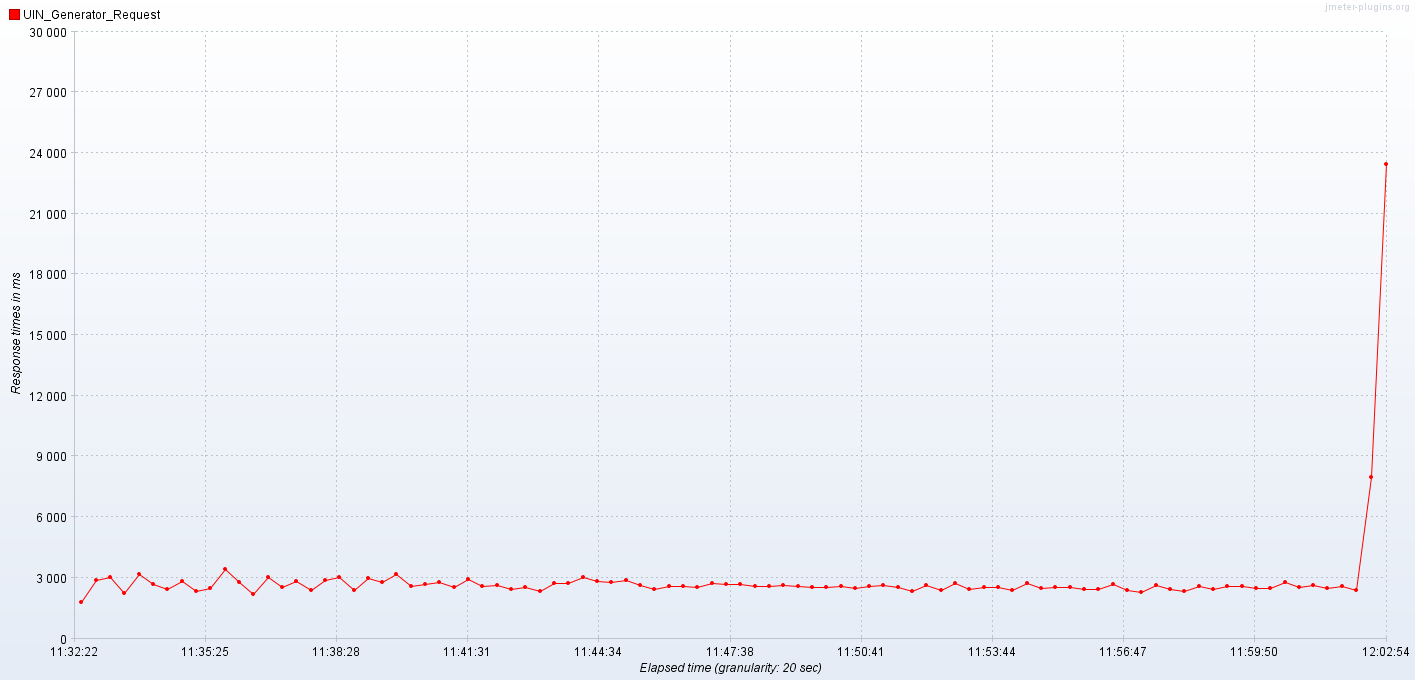 UIN_Generator_Request
jmeter-plugins.org
30 000
27 000
24 000
21 000
18 000
15 000
12 000
9 000
6 000
3 000
0
Response times in ms
11:32:22 11:35:25 11:38:28 11:41:31 11:44:34 11:47:38 11:50:41 11:53:44 11:56:47 11:59:50 12:02:54
Elapsed time (granularity: 20 sec)